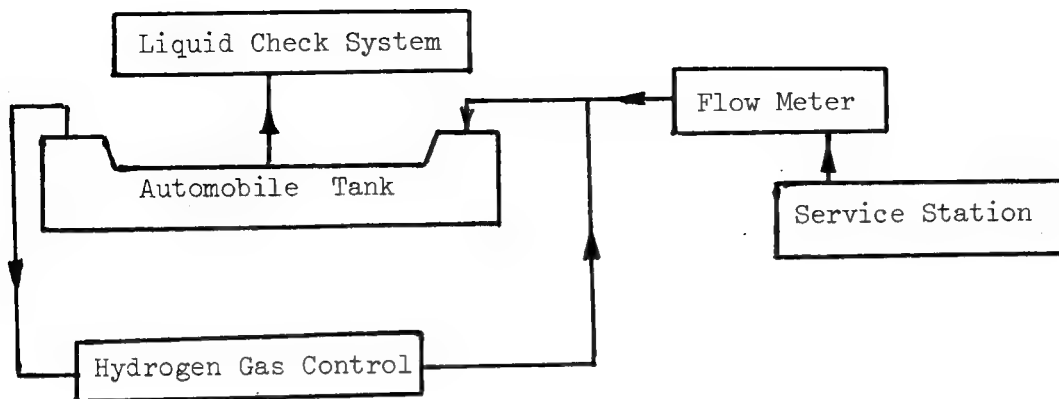 Liquid Check System
Flow Meter
Automobile Tank
Service Station
Hydrogen Gas Control